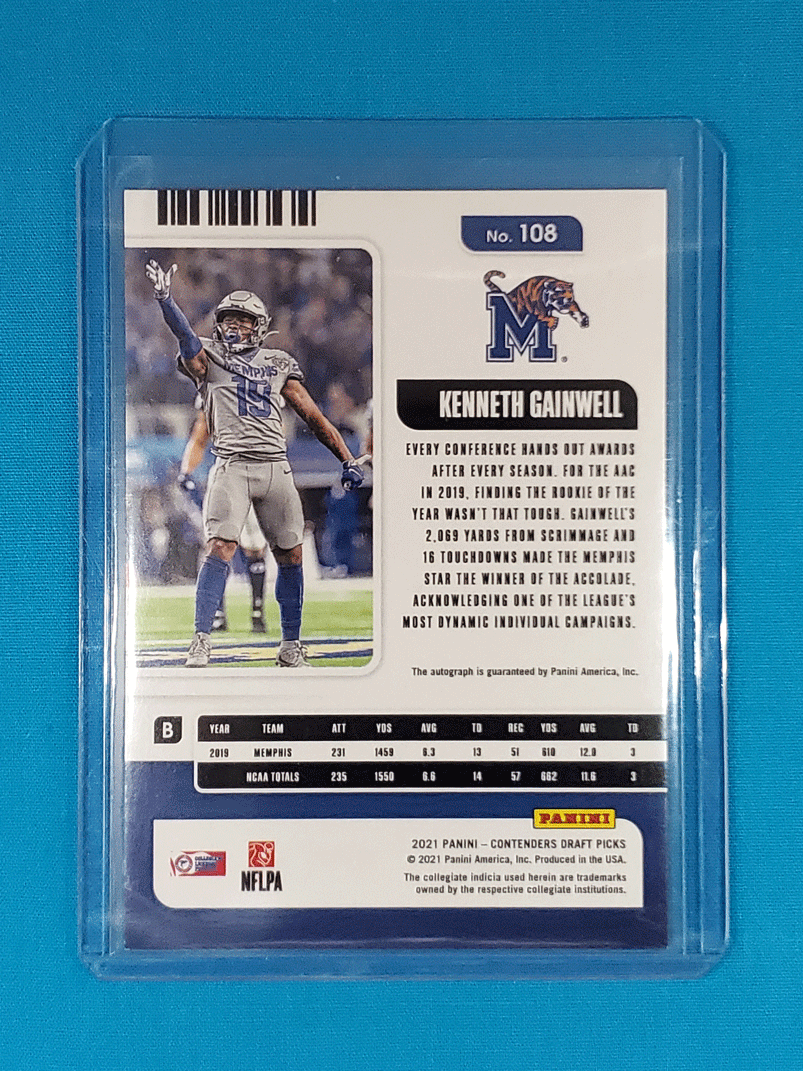 No. 108
M
®
KENNETH GAINWELL
MEMPHIS
19
EVERY CONFERENCE HANDS OUT AWARDS
AFTER EVERY SEASON. FOR THE AAC
IN 2019, FINDING THE ROOKIE OF THE
YEAR WASN'T THAT TOUGH. GAINWELL'S
2,069 YARDS FROM SCRIMMAGE AND
16 TOUCHDOWNS MADE THE MEMPHIS
STAR THE WINNER OF THE ACCOLADE,
ACKNOWLEDGING ONE OF THE LEAGUE'S
MOST DYNAMIC INDIVIDUAL CAMPAIGNS.
The autograph is guaranteed by Panini America, Inc.
B
YEAR TEAM ATT YDS AVG TD REC YDS AVG TD
2019 MEMPHIS 231 1459 6.3 13 51 610 12.0 3
NCAA TOTALS 235 1550 6.6 14 57 662 11.6 3
PANINI
2021 PANINI – CONTENDERS DRAFT PICKS
© 2021 Panini America, Inc. Produced in the USA.
The collegiate indicia used herein are trademarks
owned by the respective collegiate institutions.
NFLPA